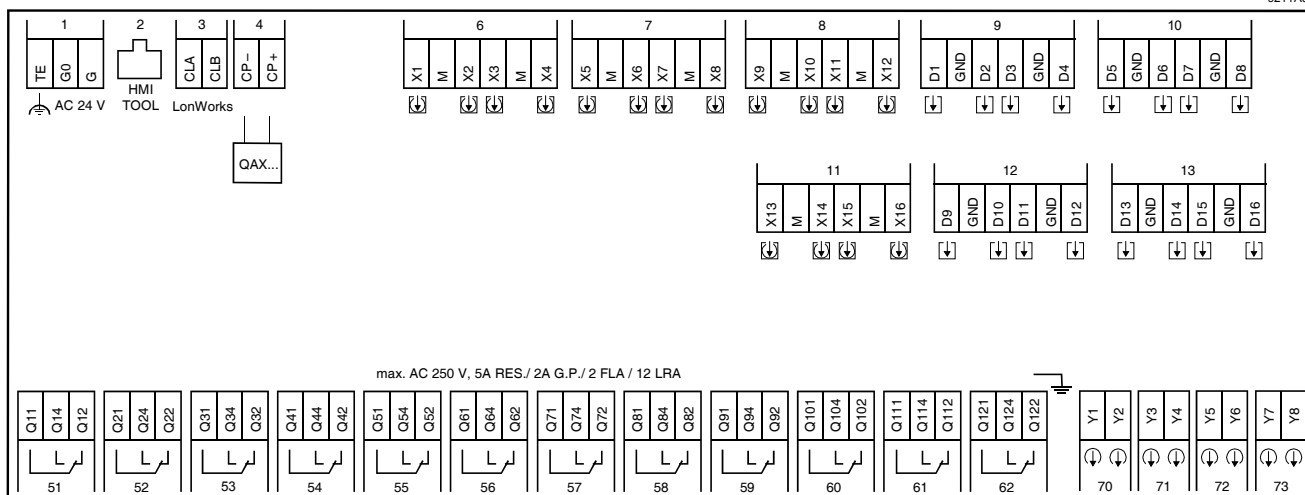 1 2 3 4 6 7 8 9 10
TE G0 G CLA CLB CP– CP+ X1 M X2 X3 M X4 X5 M X6 X7 M X8 X9 M X10 X11 M X12 D1 GND D2 D3 GND D4 D5 GND D6 D7 GND D8
AC 24 V HMI TOOL LonWorks
QAX...
11 12 13
X13 M X14 X15 M X16 D9 GND D10 D11 GND D12 D13 GND D14 D15 GND D16
max. AC 250 V, 5A RES./ 2A G.P./ 2 FLA / 12 LRA
Q11 Q14 Q12 Q21 Q24 Q22 Q31 Q34 Q32 Q41 Q44 Q42 Q51 Q54 Q52 Q61 Q64 Q62 Q71 Q74 Q72 Q81 Q84 Q82 Q91 Q94 Q92 Q101 Q104 Q102 Q111 Q114 Q112 Q121 Q124 Q122 Y1 Y2 Y3 Y4 Y5 Y6 Y7 Y8
51 52 53 54 55 56 57 58 59 60 61 62 70 71 72 73